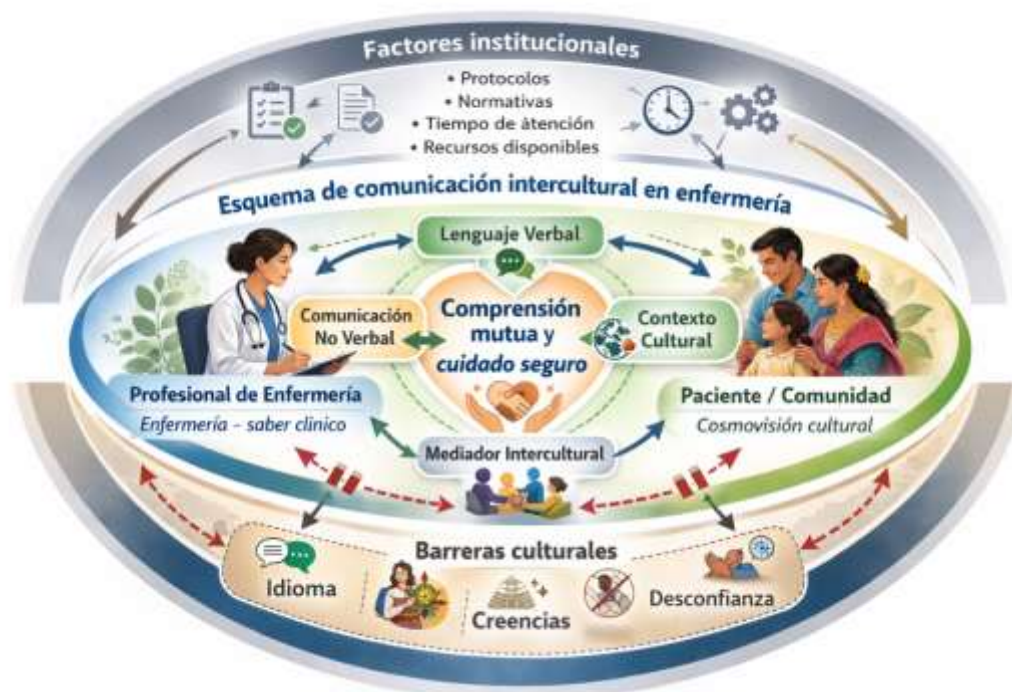 Factores institucionales
• Protocolos
• Normativas
• Tiempo de atención
• Recursos disponibles
Esquema de comunicación intercultural en enfermería
Lenguaje Verbal
Comunicación
No Verbal
Comprensión
mutua y
cuidado seguro
Contexto
Cultural
Profesional de Enfermería
Enfermería – saber clínico
Paciente / Comunidad
Cosmovisión cultural
Mediador Intercultural
Barreras culturales
Idioma
Creencias
Desconfianza